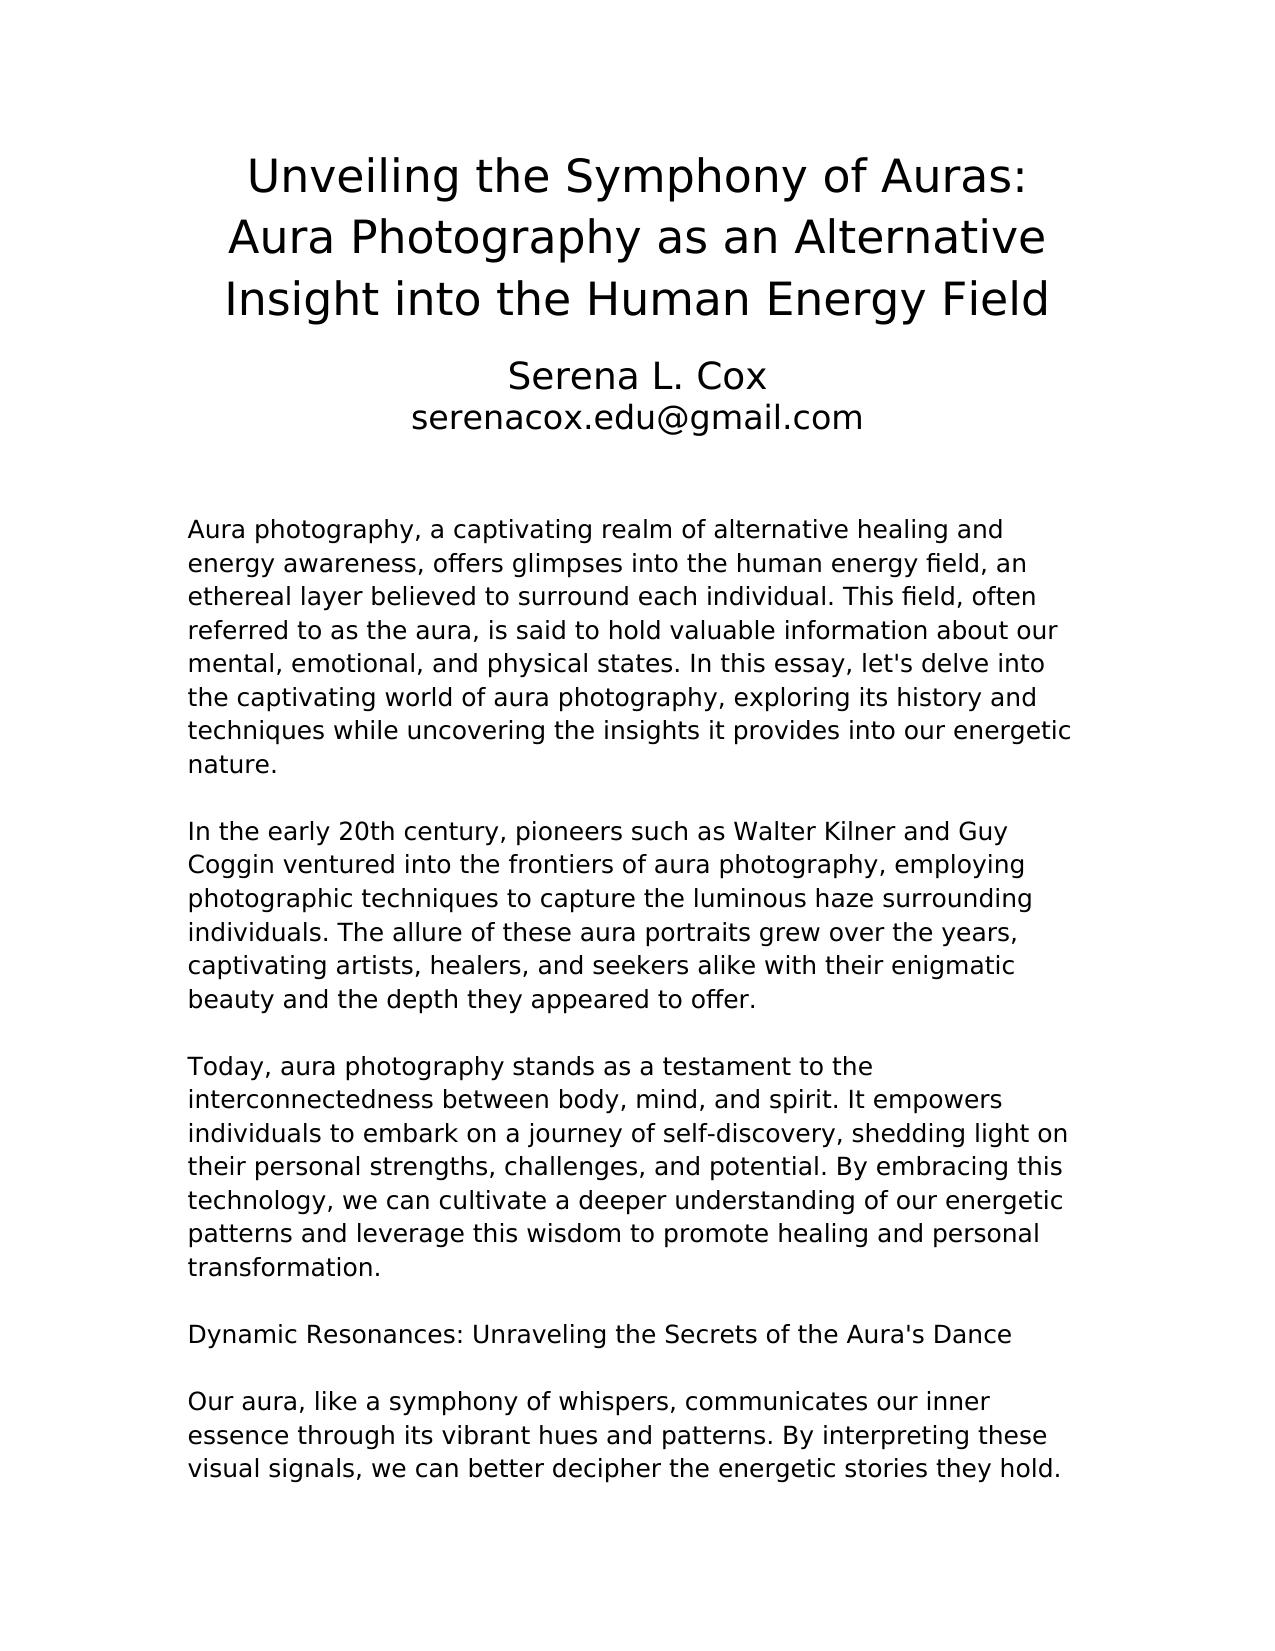 Unveiling the Symphony of Auras:
Aura Photography as an Alternative
Insight into the Human Energy Field
Serena L. Cox
serenacox.edu@gmail.com
Aura photography, a captivating realm of alternative healing and
energy awareness, offers glimpses into the human energy field, an
ethereal layer believed to surround each individual. This field, often
referred to as the aura, is said to hold valuable information about our
mental, emotional, and physical states. In this essay, let's delve into
the captivating world of aura photography, exploring its history and
techniques while uncovering the insights it provides into our energetic
nature.
In the early 20th century, pioneers such as Walter Kilner and Guy
Coggin ventured into the frontiers of aura photography, employing
photographic techniques to capture the luminous haze surrounding
individuals. The allure of these aura portraits grew over the years,
captivating artists, healers, and seekers alike with their enigmatic
beauty and the depth they appeared to offer.
Today, aura photography stands as a testament to the
interconnectedness between body, mind, and spirit. It empowers
individuals to embark on a journey of self-discovery, shedding light on
their personal strengths, challenges, and potential. By embracing this
technology, we can cultivate a deeper understanding of our energetic
patterns and leverage this wisdom to promote healing and personal
transformation.
Dynamic Resonances: Unraveling the Secrets of the Aura's Dance
Our aura, like a symphony of whispers, communicates our inner
essence through its vibrant hues and patterns. By interpreting these
visual signals, we can better decipher the energetic stories they hold.